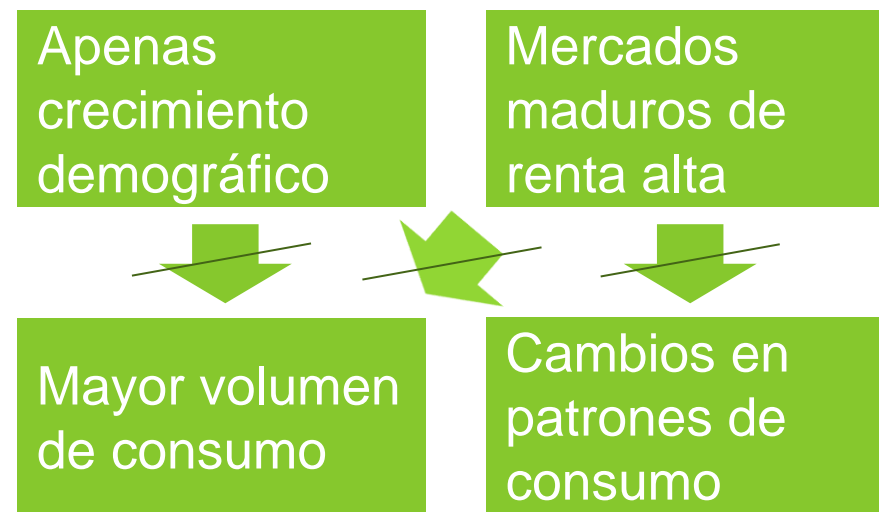 Apenas
crecimiento
demográfico
Mercados
maduros de
renta alta
Mayor volumen
de consumo
Cambios en
patrones de
consumo